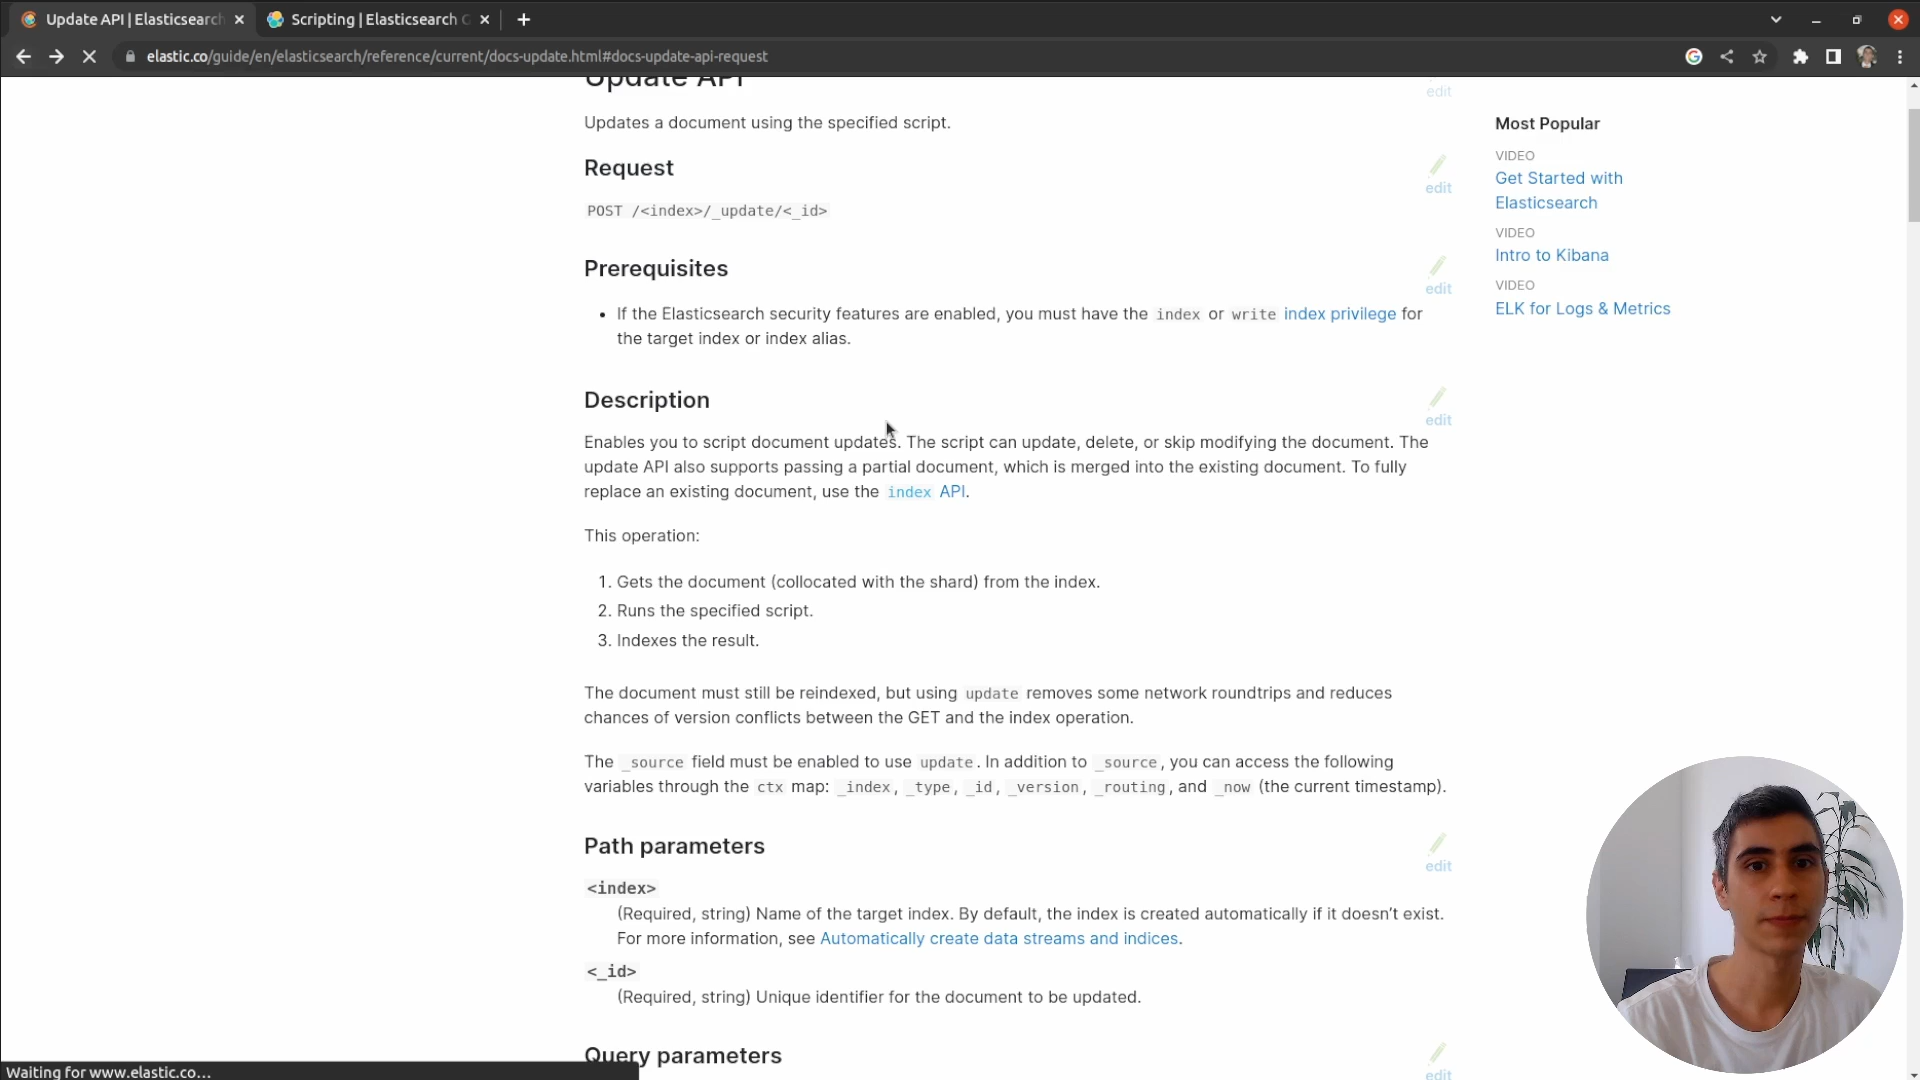 Update API | Elasticsearch
Scripting | Elasticsearch G
elastic.co/guide/en/elasticsearch/reference/current/docs-update.html#docs-update-api-request
Update API
edit
Updates a document using the specified script.
Most Popular
Request
edit
VIDEO
Get Started with
Elasticsearch
POST /<index>/_update/<_id>
VIDEO
Intro to Kibana
Prerequisites
edit
VIDEO
ELK for Logs & Metrics
• If the Elasticsearch security features are enabled, you must have the index or write index privilege for
the target index or index alias.
Description
edit
Enables you to script document updates. The script can update, delete, or skip modifying the document. The
update API also supports passing a partial document, which is merged into the existing document. To fully
replace an existing document, use the index API.
This operation:
1. Gets the document (collocated with the shard) from the index.
2. Runs the specified script.
3. Indexes the result.
The document must still be reindexed, but using update removes some network roundtrips and reduces
chances of version conflicts between the GET and the index operation.
The _source field must be enabled to use update. In addition to _source, you can access the following
variables through the ctx map: _index, _type, _id, _version, _routing, and _now (the current timestamp).
Path parameters
edit
<index>
(Required, string) Name of the target index. By default, the index is created automatically if it doesn’t exist.
For more information, see Automatically create data streams and indices.
<_id>
(Required, string) Unique identifier for the document to be updated.
Query parameters
edit
Waiting for www.elastic.co...